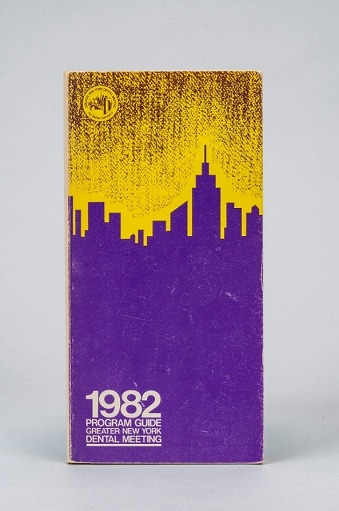 1982
PROGRAM GUIDE
GREATER NEW YORK
DENTAL MEETING